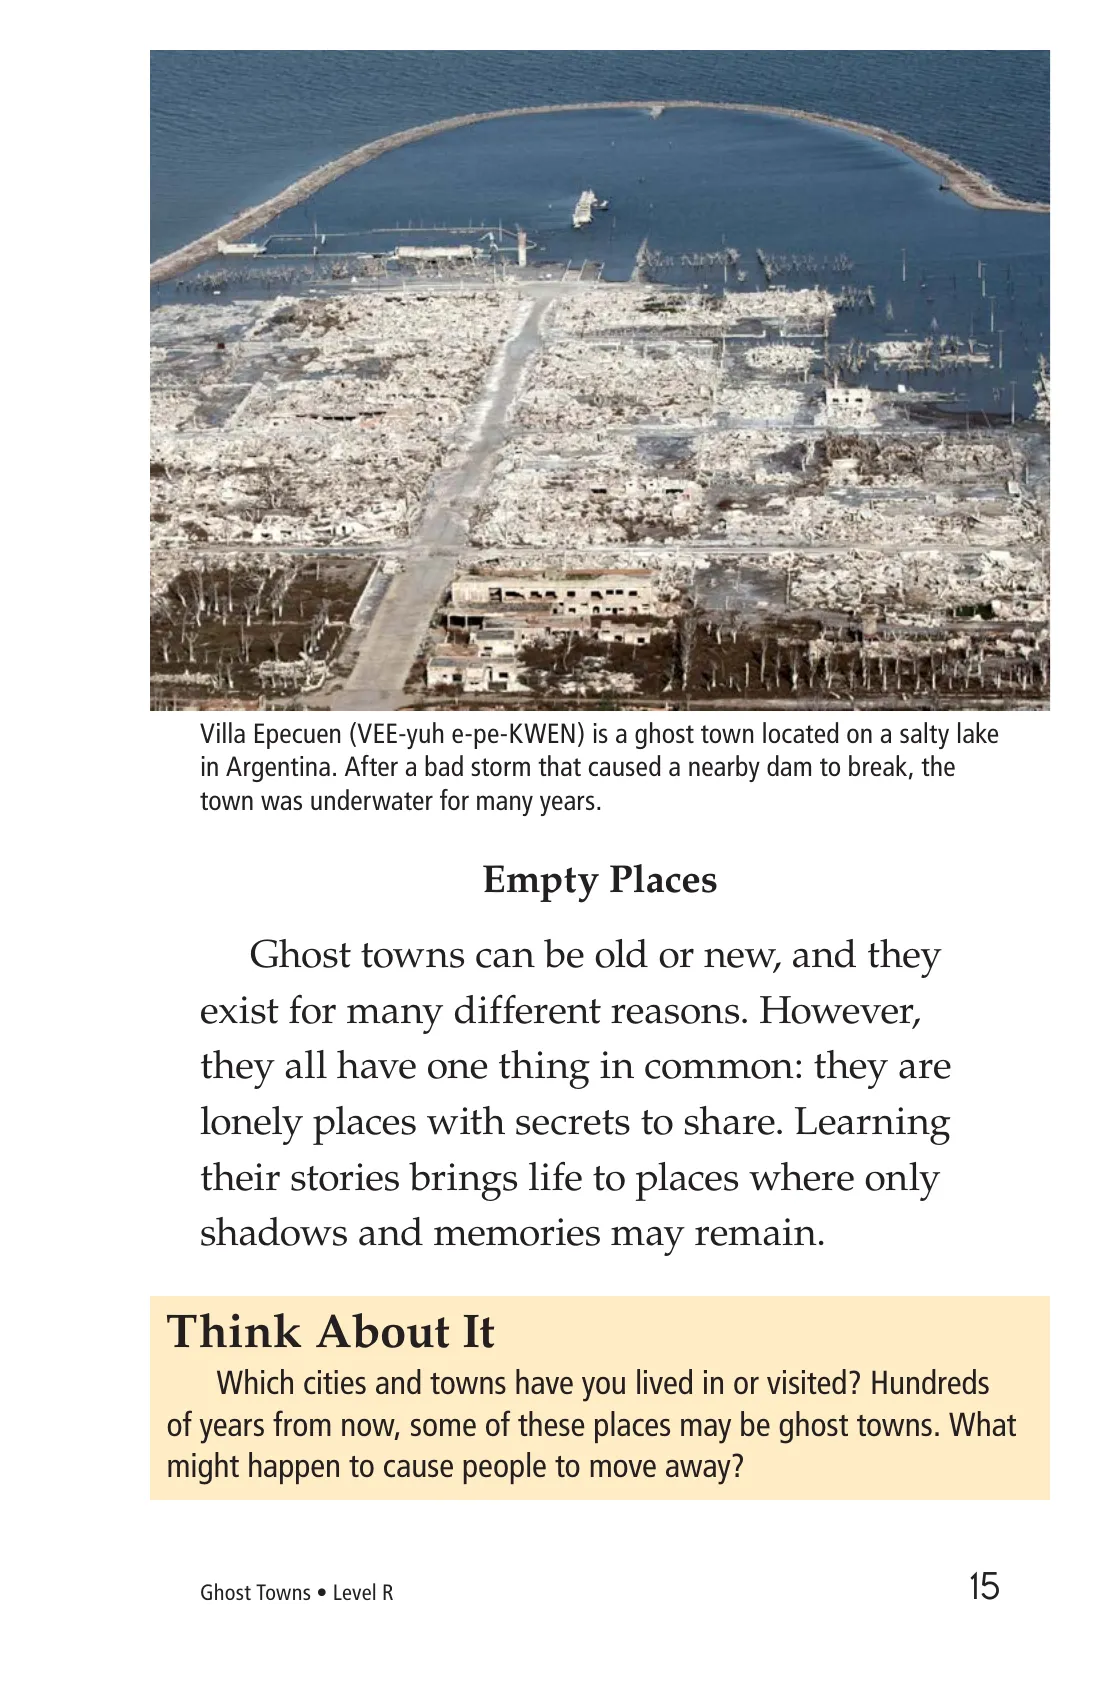 Villa Epecuen (VEE-yuh e-pe-KWEN) is a ghost town located on a salty lake
in Argentina. After a bad storm that caused a nearby dam to break, the
town was underwater for many years.
Empty Places
Ghost towns can be old or new, and they
exist for many different reasons. However,
they all have one thing in common: they are
lonely places with secrets to share. Learning
their stories brings life to places where only
shadows and memories may remain.
Think About It
Which cities and towns have you lived in or visited? Hundreds
of years from now, some of these places may be ghost towns. What
might happen to cause people to move away?
Ghost Towns • Level R
15